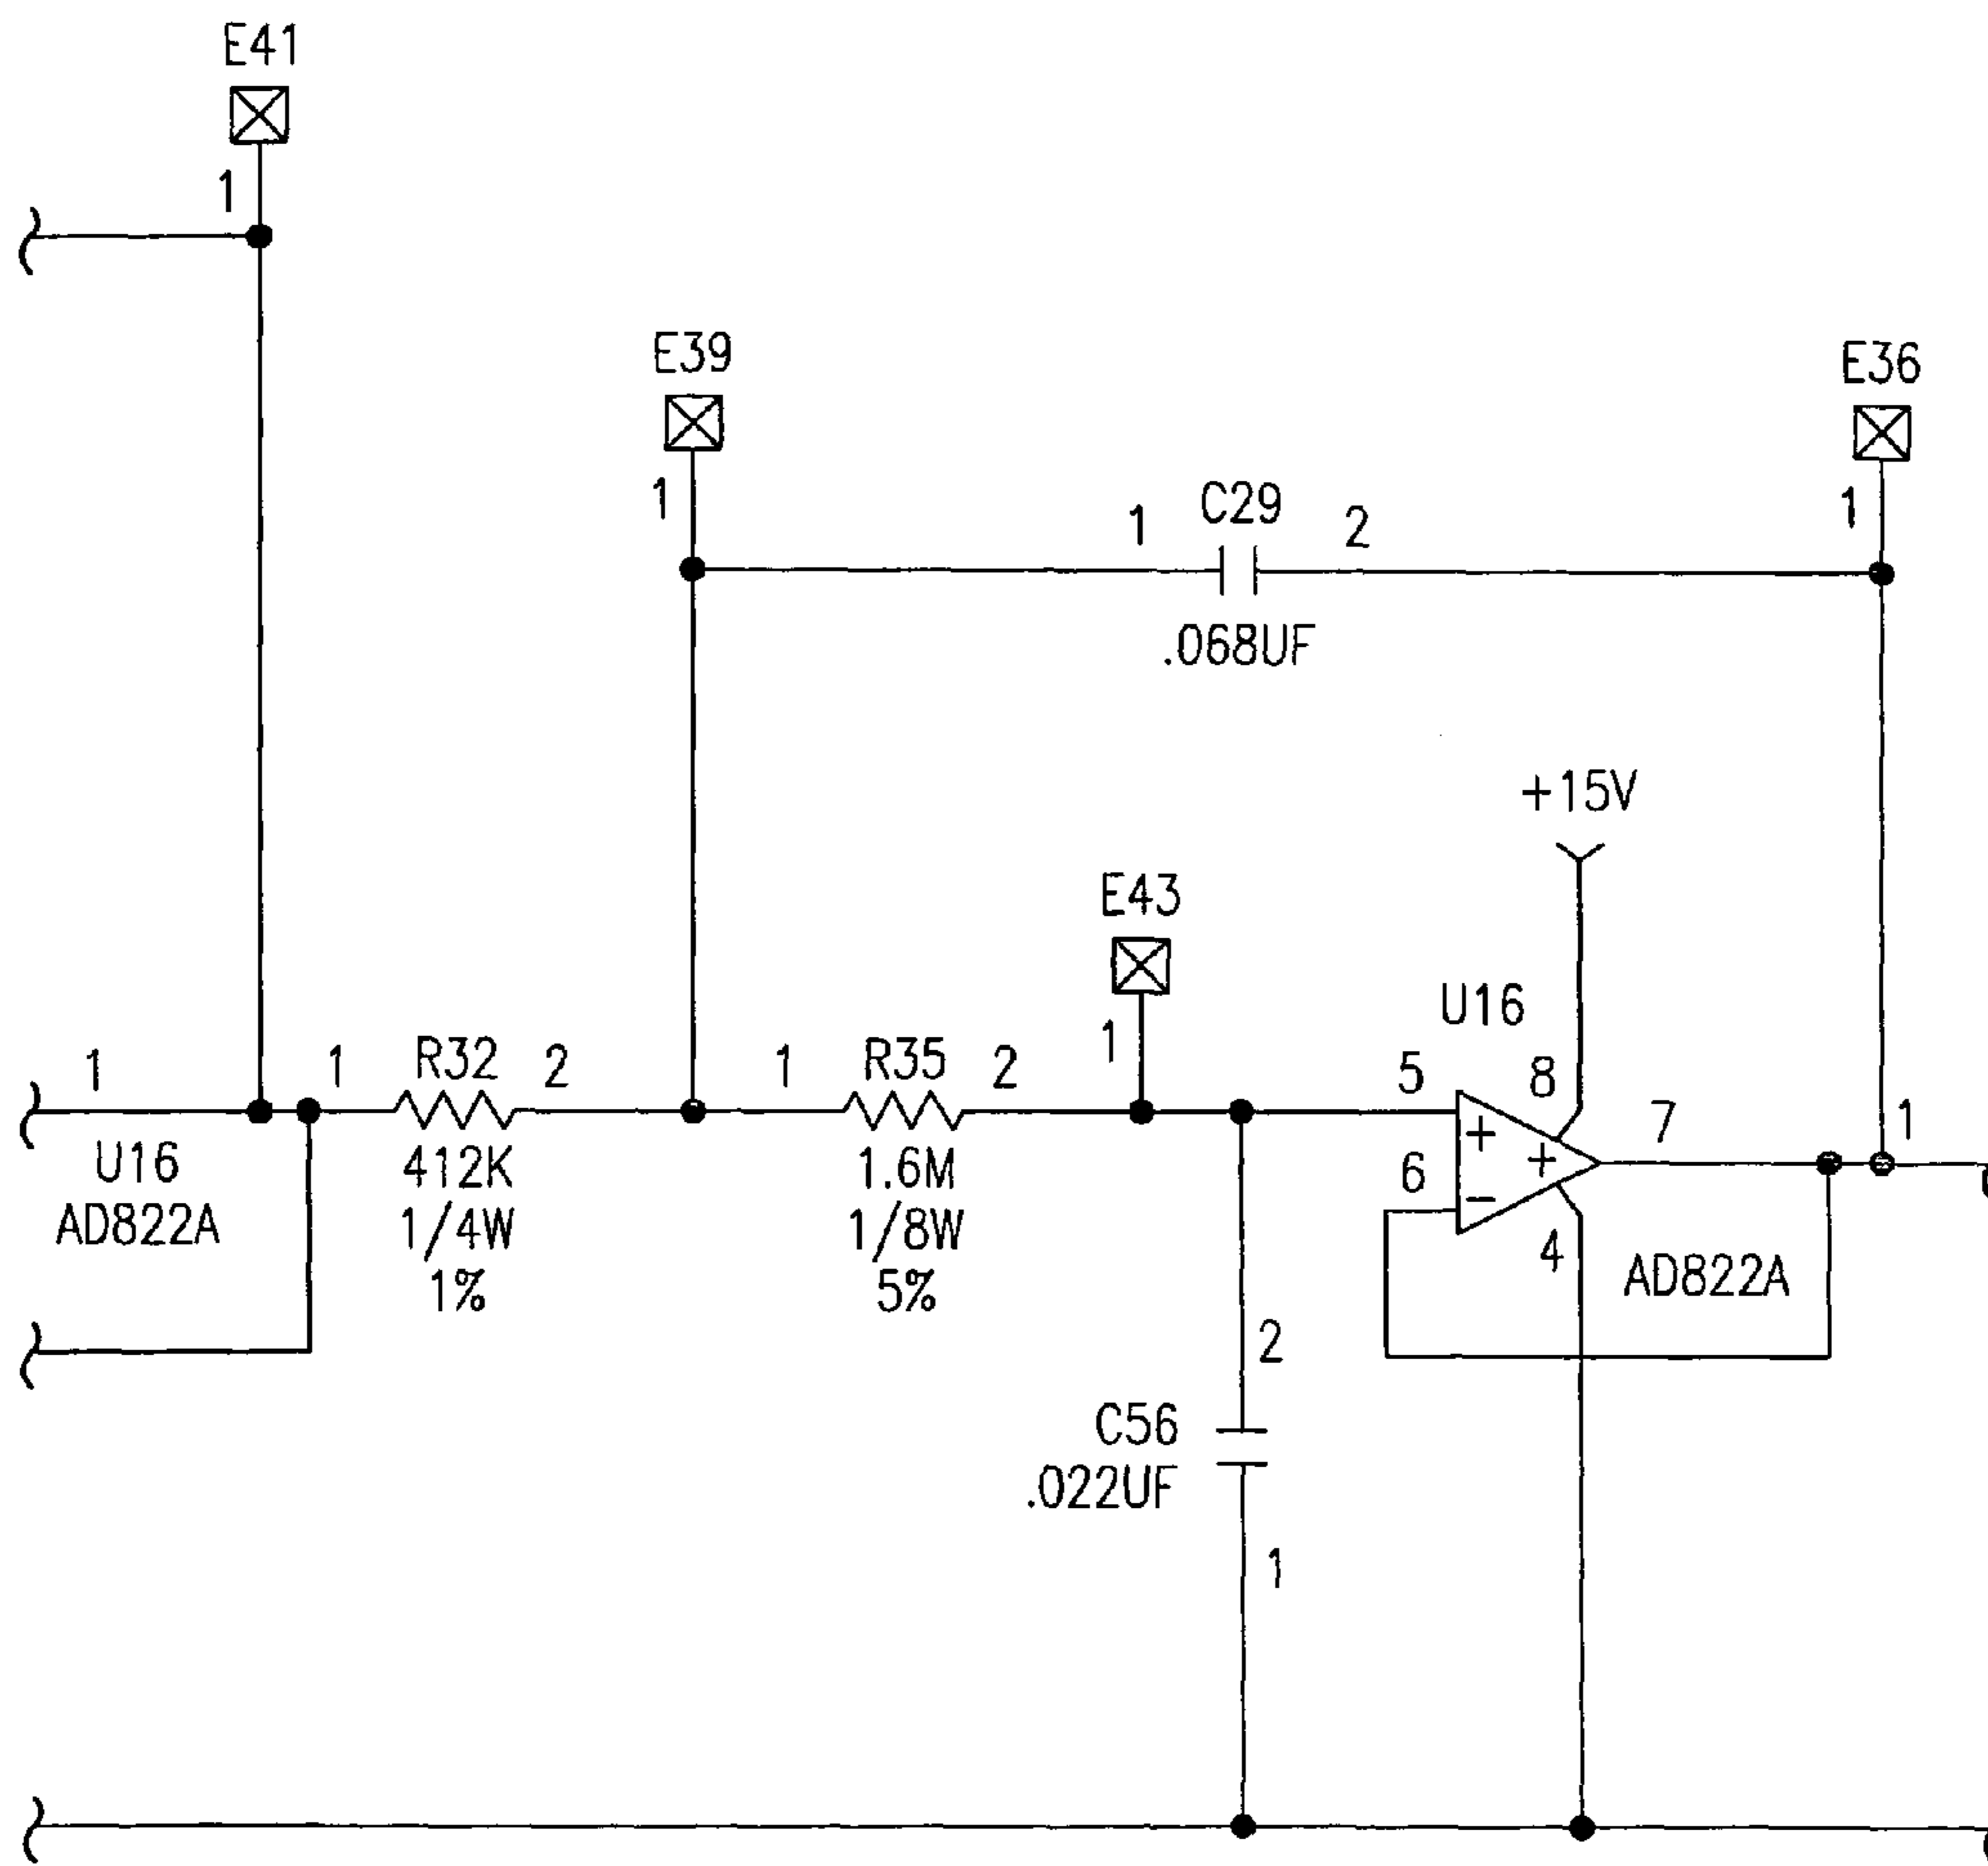 E41
1
E39
1
E36
1
1
C29
2
.068UF
+15V
E43
1
U16
1
1
R32
2
1
R35
2
5
8
7
1
U16
AD822A
412K
1/4W
1%
1.6M
1/8W
5%
+
+
6
-
4
AD822A
2
C56
.022UF
1